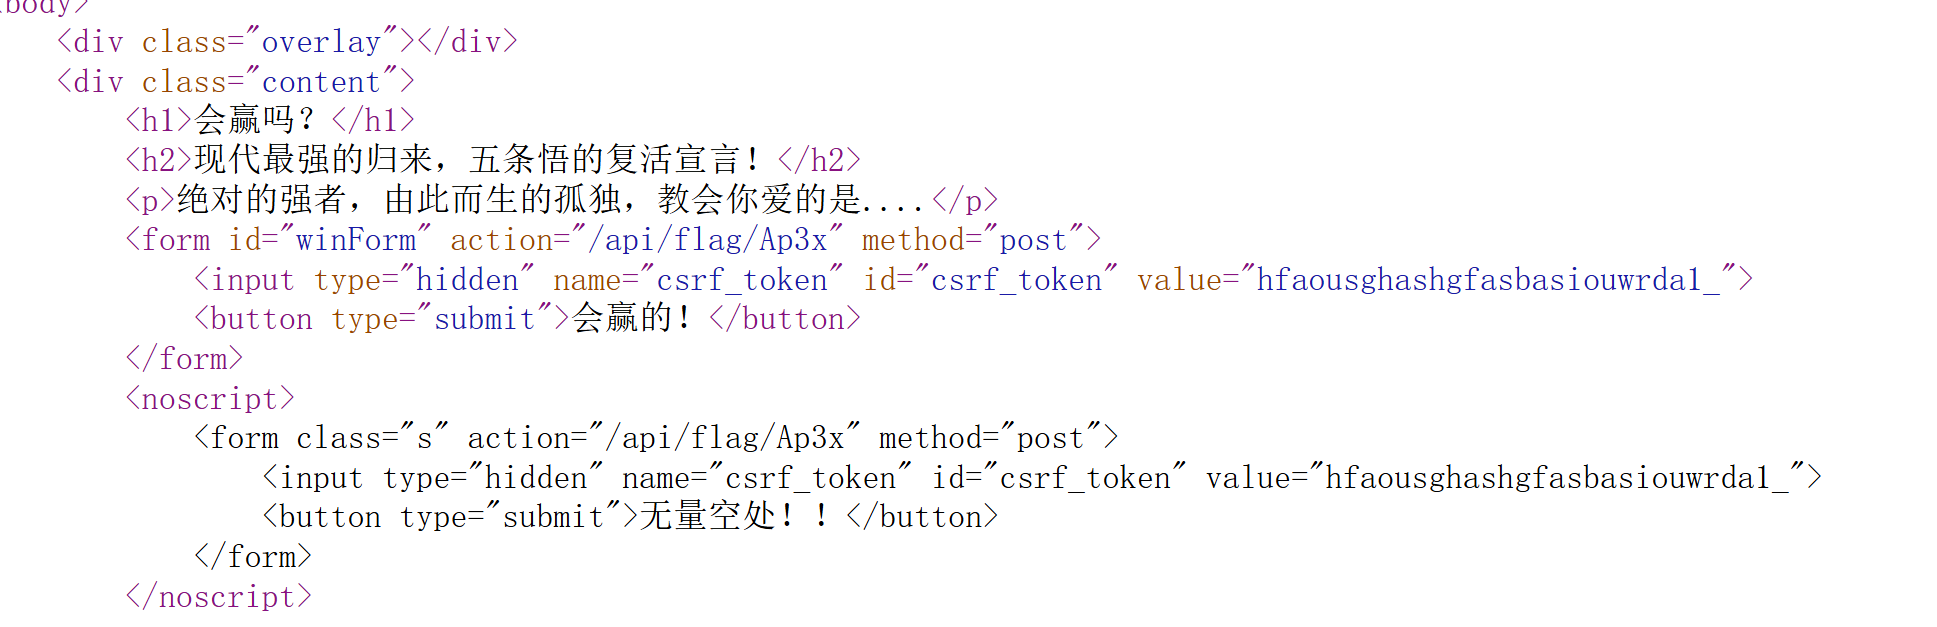 body>
<div class="overlay"></div>
<div class="content">
<h1>会赢吗？</h1>
<h2>现代最强的归来，五条悟的复活宣言！</h2>
<p>绝对的强者，由此而生的孤独，教会你爱的是....</p>
<form id="winForm" action="/api/flag/Ap3x" method="post">
<input type="hidden" name="csrf_token" id="csrf_token" value="hfaousghashgfasbasiouwrda1_">
<button type="submit">会赢的！</button>
</form>
<noscript>
<form class="s" action="/api/flag/Ap3x" method="post">
<input type="hidden" name="csrf_token" id="csrf_token" value="hfaousghashgfasbasiouwrda1_">
<button type="submit">无量空处！！</button>
</form>
</noscript>